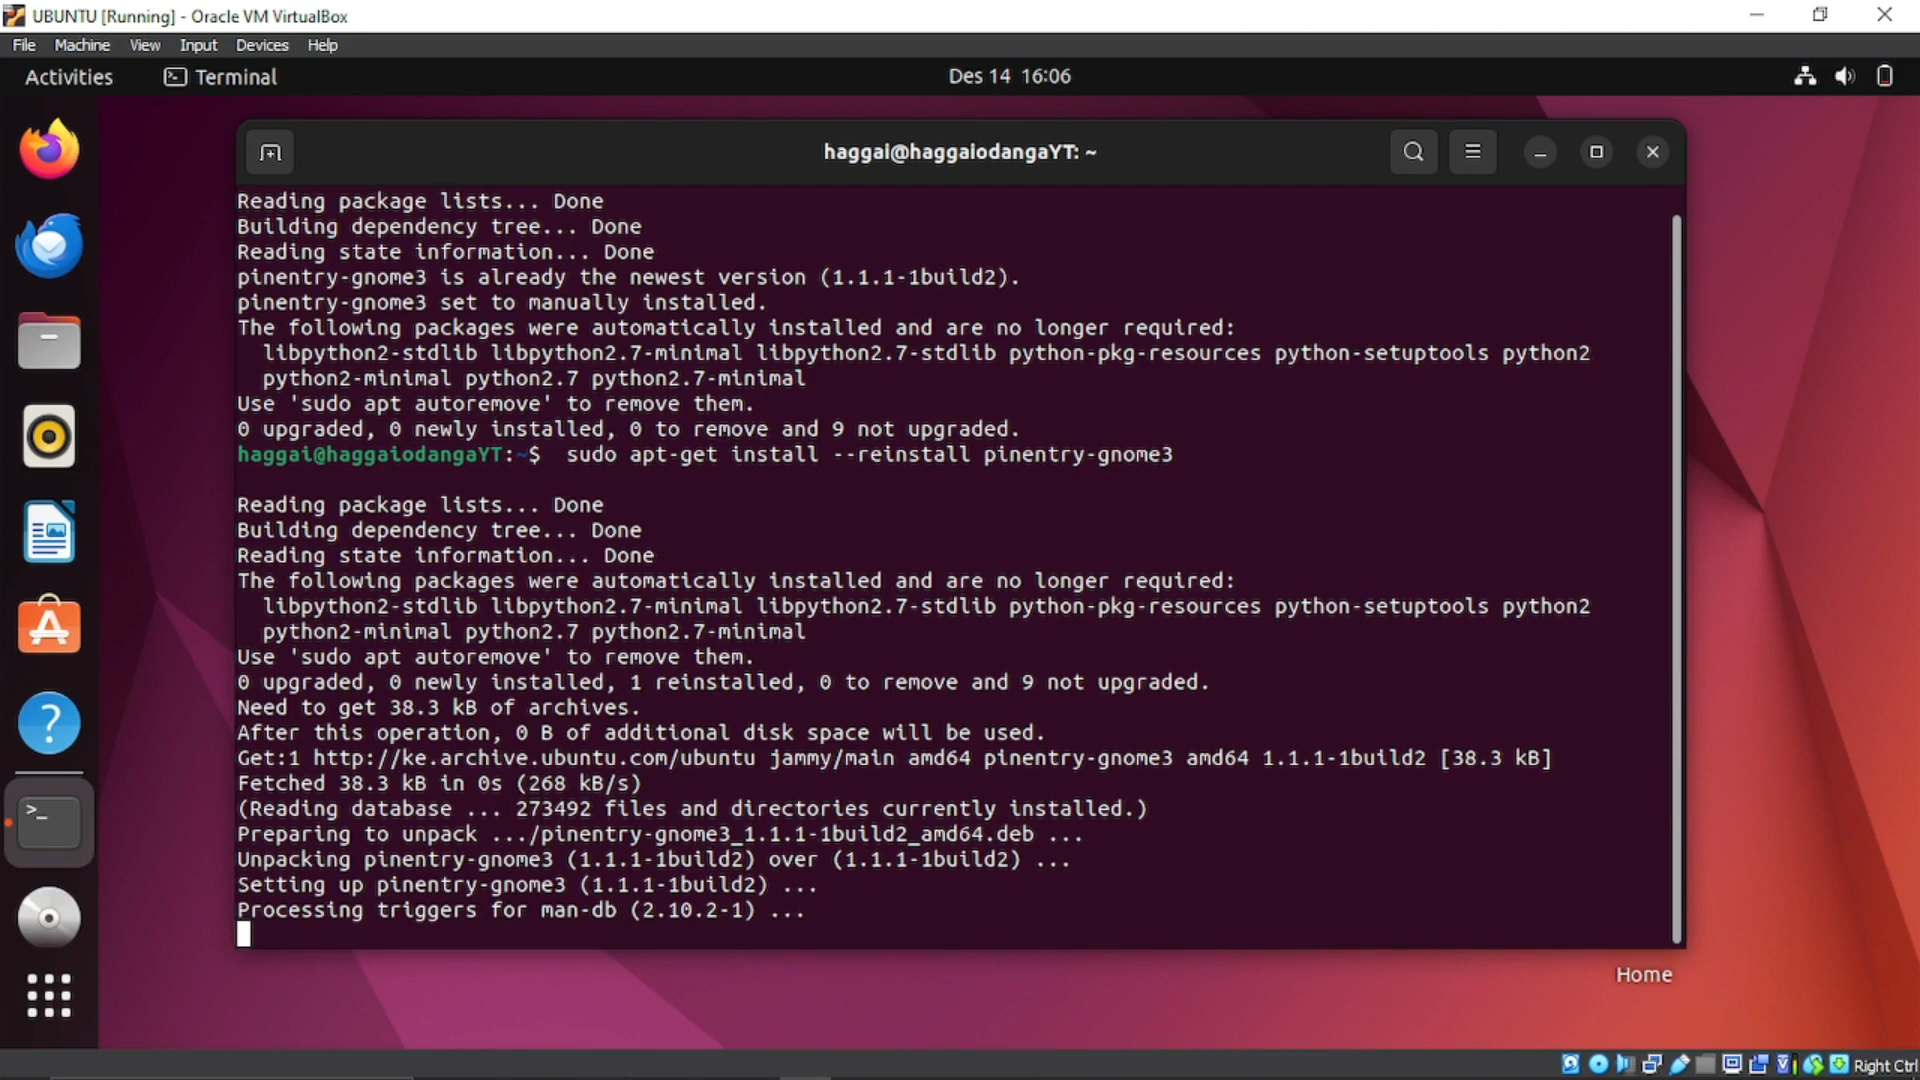 UBUNTU [Running] - Oracle VM VirtualBox
File Machine View Input Devices Help
Activities Terminal Des 14 16:06
haggai@haggaiodangaYT: ~
Reading package lists... Done
Building dependency tree... Done
Reading state information... Done
pinentry-gnome3 is already the newest version (1.1.1-1build2).
pinentry-gnome3 set to manually installed.
The following packages were automatically installed and are no longer required:
libpython2-stdlib libpython2.7-minimal libpython2.7-stdlib python-pkg-resources python-setuptools python2
python2-minimal python2.7 python2.7-minimal
Use 'sudo apt autoremove' to remove them.
0 upgraded, 0 newly installed, 0 to remove and 9 not upgraded.
haggai@haggaiodangaYT:~$  sudo apt-get install --reinstall pinentry-gnome3
Reading package lists... Done
Building dependency tree... Done
Reading state information... Done
The following packages were automatically installed and are no longer required:
libpython2-stdlib libpython2.7-minimal libpython2.7-stdlib python-pkg-resources python-setuptools python2
python2-minimal python2.7 python2.7-minimal
Use 'sudo apt autoremove' to remove them.
0 upgraded, 0 newly installed, 1 reinstalled, 0 to remove and 9 not upgraded.
Need to get 38.3 kB of archives.
After this operation, 0 B of additional disk space will be used.
Get:1 http://ke.archive.ubuntu.com/ubuntu jammy/main amd64 pinentry-gnome3 amd64 1.1.1-1build2 [38.3 kB]
Fetched 38.3 kB in 0s (268 kB/s)
(Reading database ... 273492 files and directories currently installed.)
Preparing to unpack .../pinentry-gnome3_1.1.1-1build2_amd64.deb ...
Unpacking pinentry-gnome3 (1.1.1-1build2) over (1.1.1-1build2) ...
Setting up pinentry-gnome3 (1.1.1-1build2) ...
Processing triggers for man-db (2.10.2-1) ...
Home
Right Ctrl